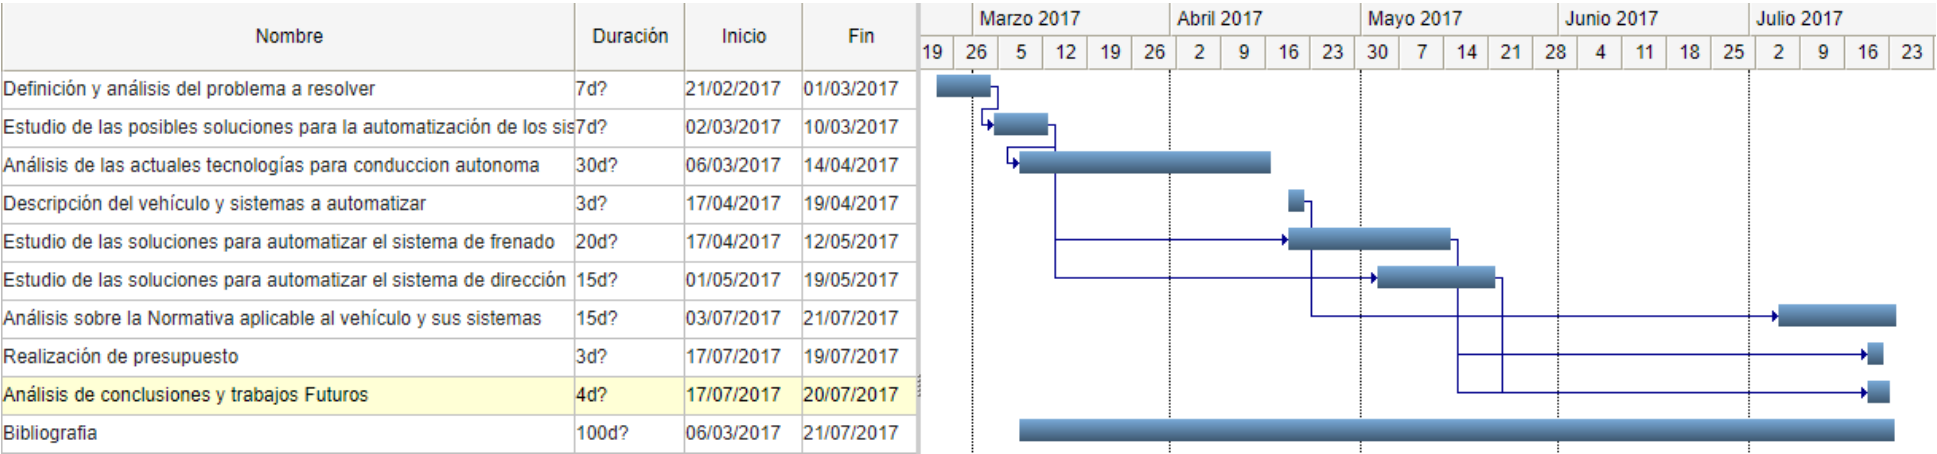 Nombre Duración Inicio Fin Marzo 2017 Abril 2017 Mayo 2017 Junio 2017 Julio 2017
19 26 5 12 19 26 2 9 16 23 30 7 14 21 28 4 11 18 25 2 9 16 23
Definición y análisis del problema a resolver 7d? 21/02/2017 01/03/2017
Estudio de las posibles soluciones para la automatización de los sis 7d? 02/03/2017 10/03/2017
Análisis de las actuales tecnologías para conduccion autonoma 30d? 06/03/2017 14/04/2017
Descripción del vehículo y sistemas a automatizar 3d? 17/04/2017 19/04/2017
Estudio de las soluciones para automatizar el sistema de frenado 20d? 17/04/2017 12/05/2017
Estudio de las soluciones para automatizar el sistema de dirección 15d? 01/05/2017 19/05/2017
Análisis sobre la Normativa aplicable al vehículo y sus sistemas 15d? 03/07/2017 21/07/2017
Realización de presupuesto 3d? 17/07/2017 19/07/2017
Análisis de conclusiones y trabajos Futuros 4d? 17/07/2017 20/07/2017
Bibliografia 100d? 06/03/2017 21/07/2017